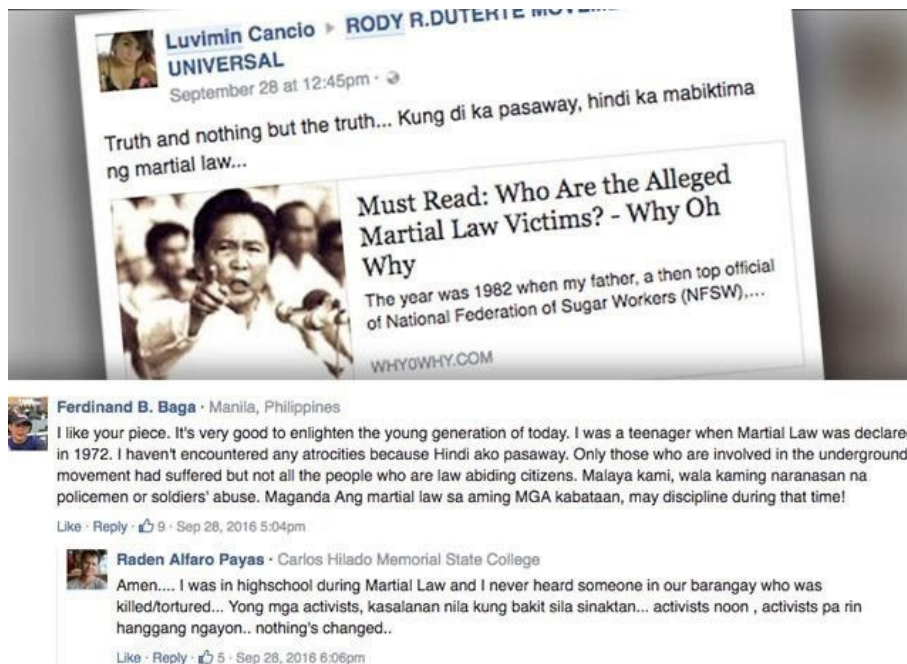 Luvimin Cancio ▸ RODY R.DUTERTE
UNIVERSAL
September 28 at 12:45pm ·
Truth and nothing but the truth... Kung di ka pasaway, hindi ka mabiktima
ng martial law...
Must Read: Who Are the Alleged
Martial Law Victims? - Why Oh
Why
The year was 1982 when my father, a then top official
of National Federation of Sugar Workers (NFSW),...
WHY0WHY.COM
Ferdinand B. Baga · Manila, Philippines
I like your piece. It's very good to enlighten the young generation of today. I was a teenager when Martial Law was declare
in 1972. I haven't encountered any atrocities because Hindi ako pasaway. Only those who are involved in the underground
movement had suffered but not all the people who are law abiding citizens. Malaya kami, wala kaming naranasan na
policemen or soldiers' abuse. Maganda Ang martial law sa aming MGA kabataan, may discipline during that time!
Like · Reply · 9 · Sep 28, 2016 5:04pm
Raden Alfaro Payas · Carlos Hilado Memorial State College
Amen.... I was in highschool during Martial Law and I never heard someone in our barangay who was
killed/tortured... Yong mga activists, kasalanan nila kung bakit sila sinaktan... activists noon , activists pa rin
hanggang ngayon.. nothing's changed..
Like · Reply · 5 · Sep 28, 2016 6:06pm